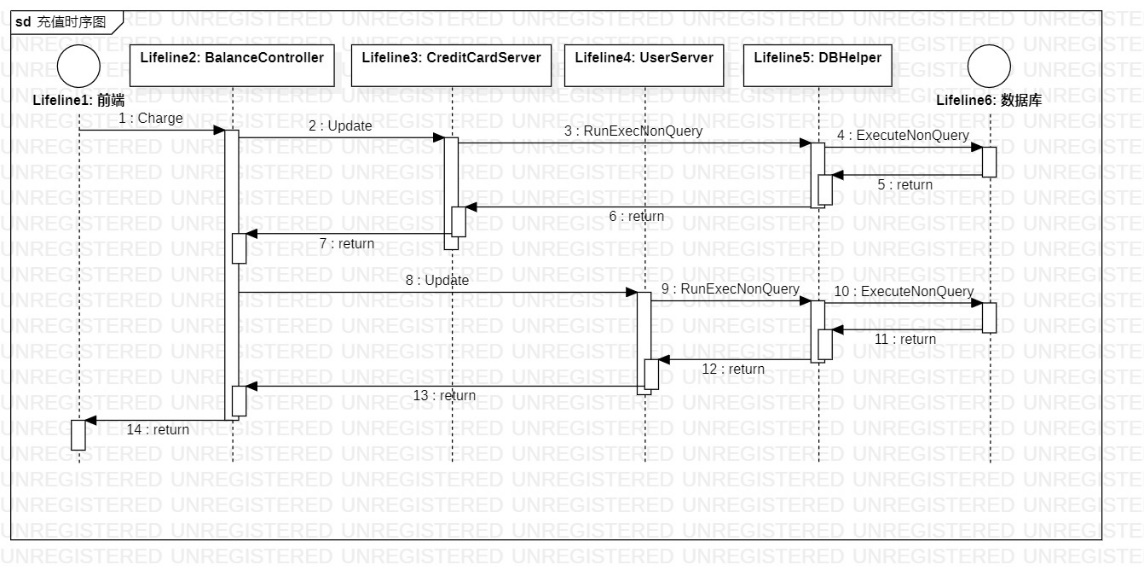 sd 充值时序图
Lifeline2: BalanceController
Lifeline3: CreditCardServer
Lifeline4: UserServer
Lifeline5: DBHelper
Lifeline1: 前端
Lifeline6: 数据库
1 : Charge
2 : Update
3 : RunExecNonQuery
4 : ExecuteNonQuery
5 : return
6 : return
7 : return
8 : Update
9 : RunExecNonQuery
10 : ExecuteNonQuery
11 : return
12 : return
13 : return
14 : return
UNREGISTERED